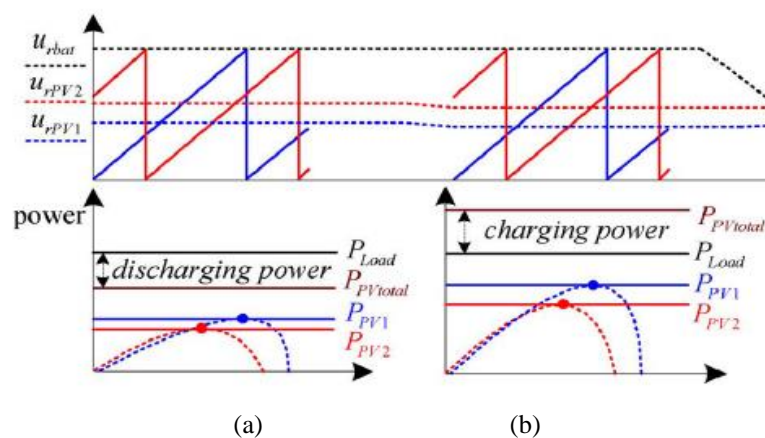 u_rbat
u_rPV2
u_rPV1
power
P_Load
discharging power
P_PVtotal
P_PV1
P_PV2
P_PVtotal
charging power
P_Load
P_PV1
P_PV2
(a)
(b)